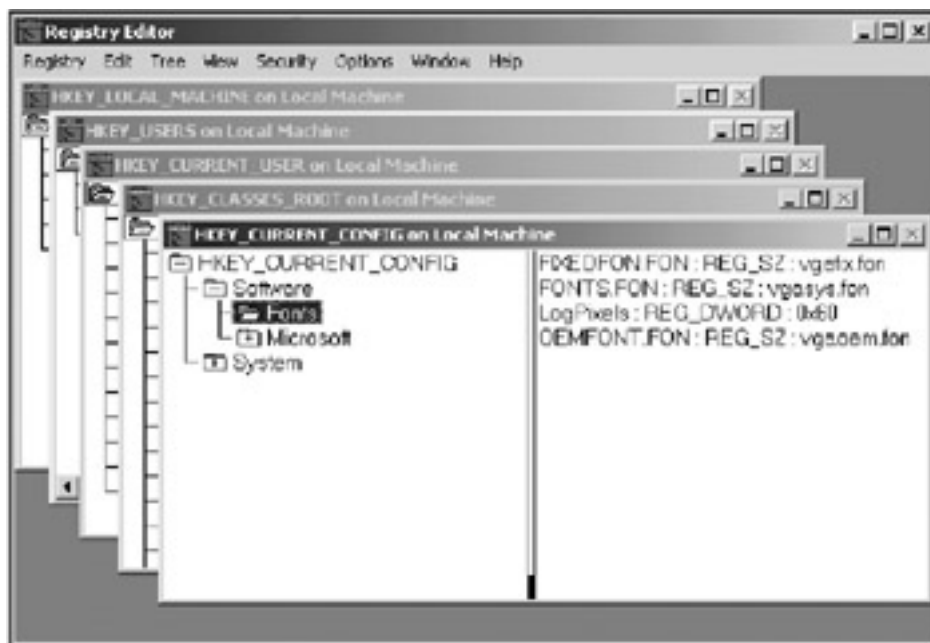 Registry Editor
Registry Edit Tree View Security Options Window Help
HKEY_LOCAL_MACHINE on Local Machine
HKEY_USERS on Local Machine
HKEY_CURRENT_USER on Local Machine
HKEY_CLASSES_ROOT on Local Machine
HKEY_CURRENT_CONFIG on Local Machine
HKEY_CURRENT_CONFIG
Software
Fonts
Microsoft
System
FIXEDFON.FON : REG_SZ : vgafix.fon
FONTS.FON : REG_SZ : vgasys.fon
LogPixels : REG_DWORD : 0x60
OEMFONT.FON : REG_SZ : vgaoem.fon